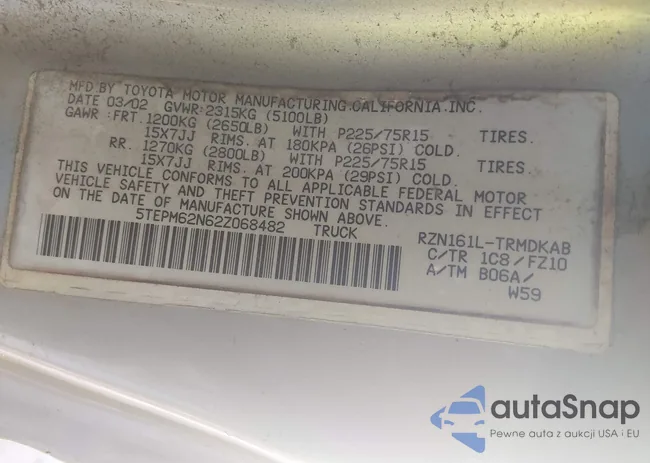 MFD BY TOYOTA MOTOR MANUFACTURING.CALIFORNIA.INC.
DATE 03/02 GVWR:2315KG (5100LB)
GAWR:FRT. 1200KG (2650LB) WITH P225/75R15 TIRES.
15X7JJ RIMS. AT 180KPA (26PSI) COLD.
RR. 1270KG (2800LB) WITH P225/75R15 TIRES.
15X7JJ RIMS. AT 200KPA (29PSI) COLD.
THIS VEHICLE CONFORMS TO ALL APPLICABLE FEDERAL MOTOR
VEHICLE SAFETY AND THEFT PREVENTION STANDARDS IN EFFECT
ON THE DATE OF MANUFACTURE SHOWN ABOVE.
5TEPM62N62Z068482 TRUCK RZN161L-TRMDKAB
C/TR 1C8/FZ10
A/TM B06A/
W59
autaSnap
Pewne auta z aukcji USA i EU